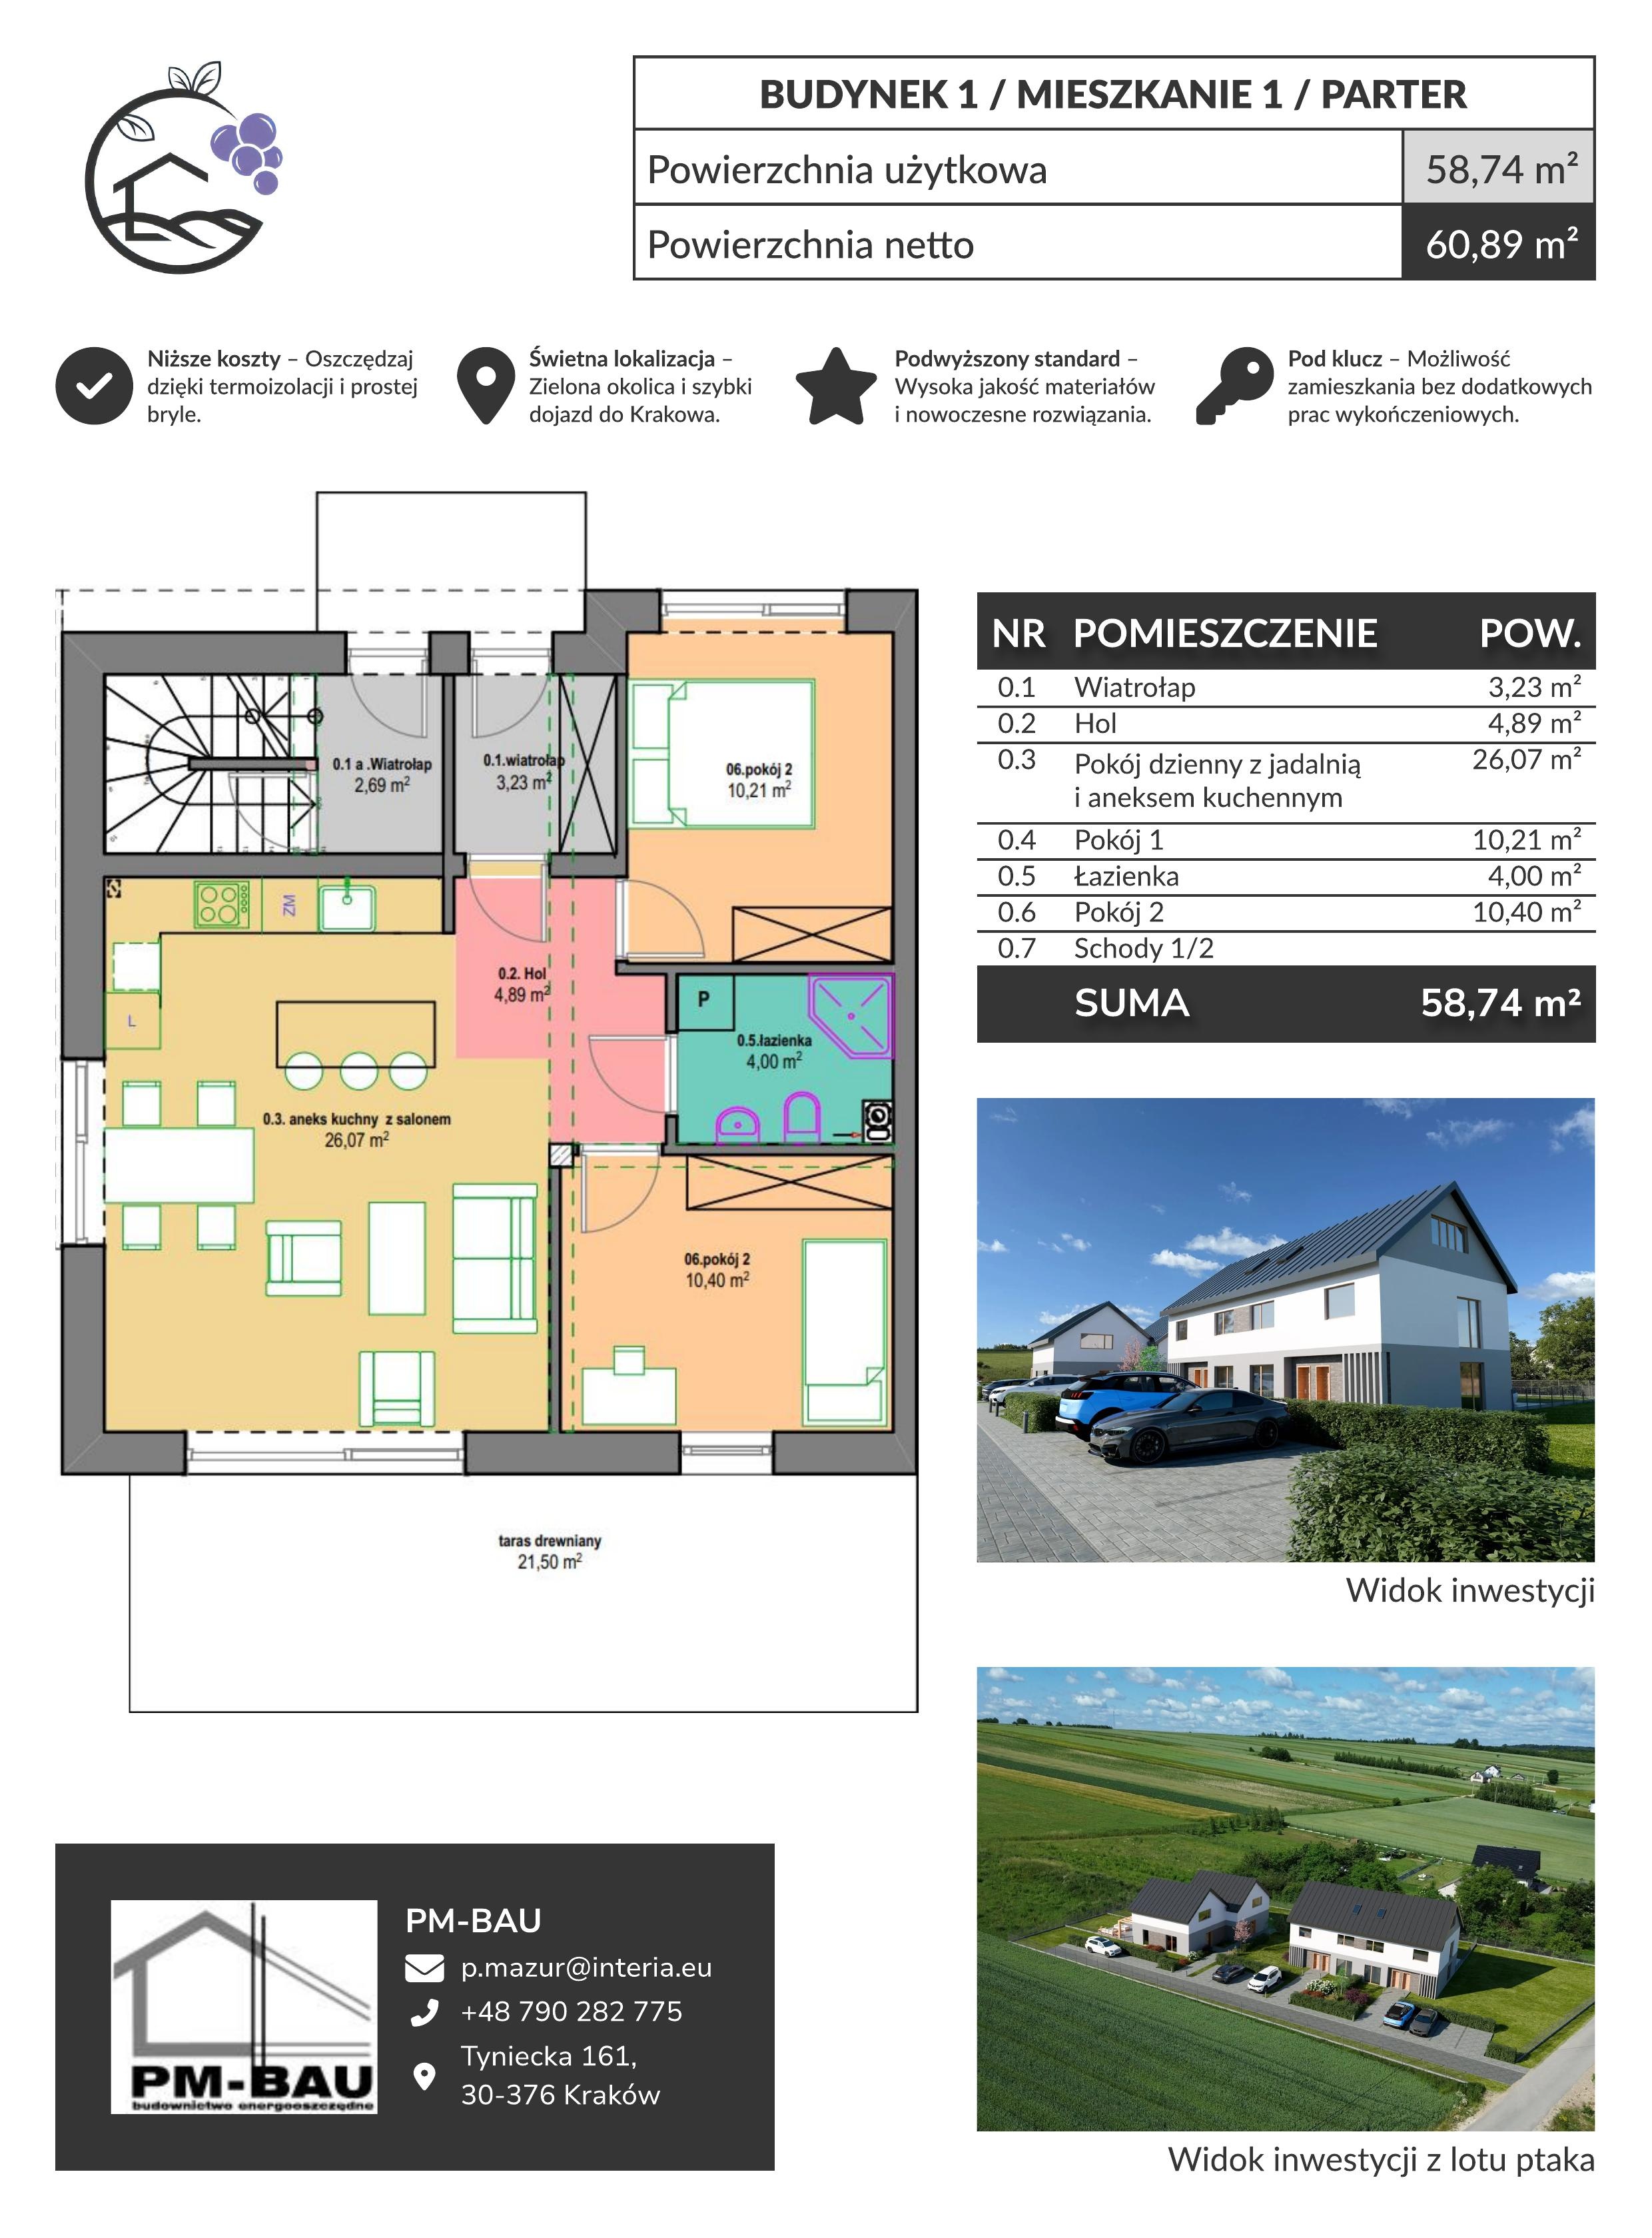 BUDYNEK 1 / MIESZKANIE 1 / PARTER
Powierzchnia użytkowa 58,74 m²
Powierzchnia netto 60,89 m²
Niższe koszty – Oszczędzaj
dzięki termoizolacji i prostej
bryle.
Świetna lokalizacja –
Zielona okolica i szybki
dojazd do Krakowa.
Podwyższony standard –
Wysoka jakość materiałów
i nowoczesne rozwiązania.
Pod klucz – Możliwość
zamieszkania bez dodatkowych
prac wykończeniowych.
0.1 a .Wiatrołap
2,69 m²
0.1.wiatrołap
3,23 m²
06.pokój 2
10,21 m²
ZM
0.2. Hol
4,89 m²
L
P
0.5.łazienka
4,00 m²
0.3. aneks kuchny z salonem
26,07 m²
06.pokój 2
10,40 m²
taras drewniany
21,50 m²
NR POMIESZCZENIE POW.
0.1 Wiatrołap 3,23 m²
0.2 Hol 4,89 m²
0.3 Pokój dzienny z jadalnią 26,07 m²
i aneksem kuchennym
0.4 Pokój 1 10,21 m²
0.5 Łazienka 4,00 m²
0.6 Pokój 2 10,40 m²
0.7 Schody 1/2
SUMA 58,74 m²
Widok inwestycji
Widok inwestycji z lotu ptaka
PM-BAU
budownictwo energooszczędne
PM-BAU
p.mazur@interia.eu
+48 790 282 775
Tyniecka 161,
30-376 Kraków